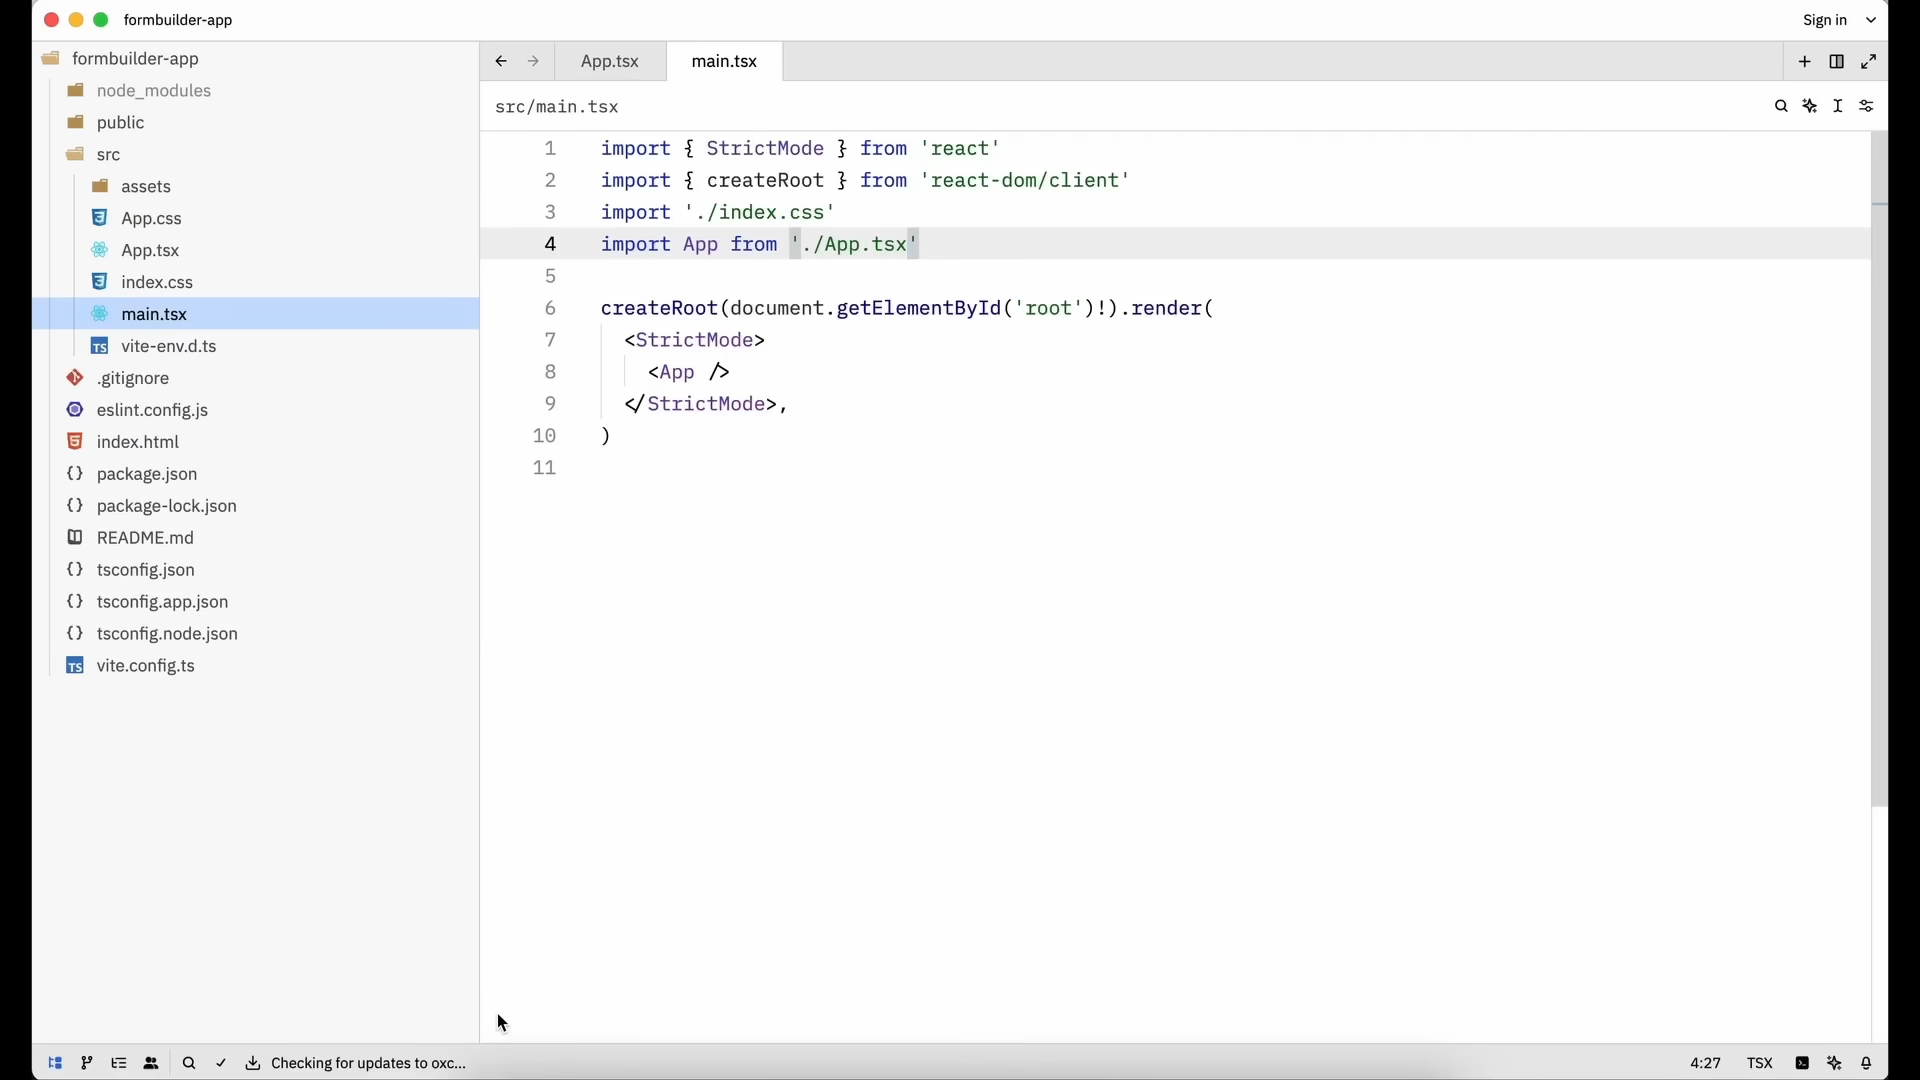 formbuilder-app
Sign in
formbuilder-app
node_modules
public
src
assets
App.css
App.tsx
index.css
main.tsx
vite-env.d.ts
.gitignore
eslint.config.js
index.html
package.json
package-lock.json
README.md
tsconfig.json
tsconfig.app.json
tsconfig.node.json
vite.config.ts
App.tsx
main.tsx
src/main.tsx
1 import { StrictMode } from 'react'
2 import { createRoot } from 'react-dom/client'
3 import './index.css'
4 import App from './App.tsx'
5
6 createRoot(document.getElementById('root')!).render(
7 <StrictMode>
8 <App />
9 </StrictMode>,
10 )
11
Checking for updates to oxc...
4:27
TSX